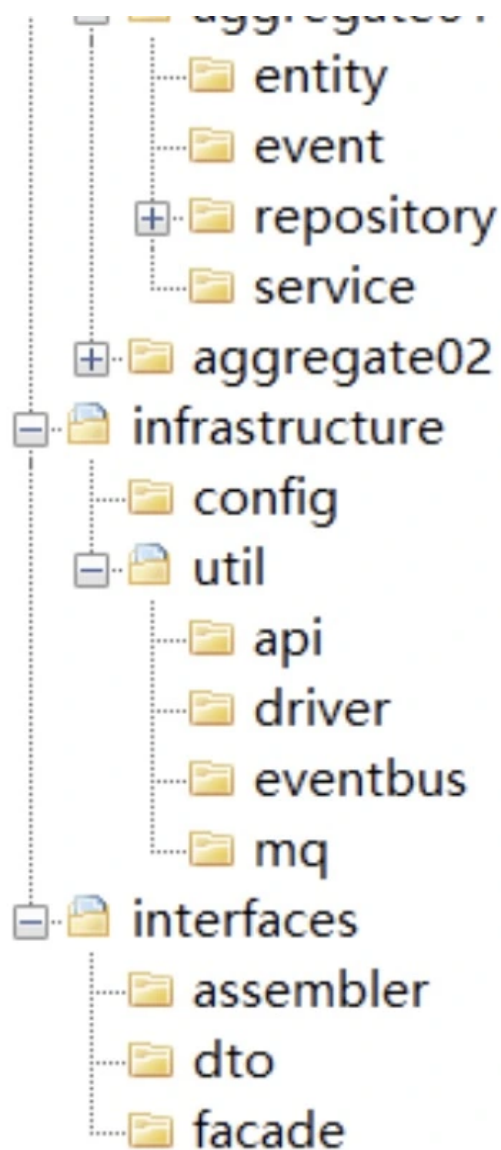 entity
event
repository
service
aggregate02
infrastructure
config
util
api
driver
eventbus
mq
interfaces
assembler
dto
facade